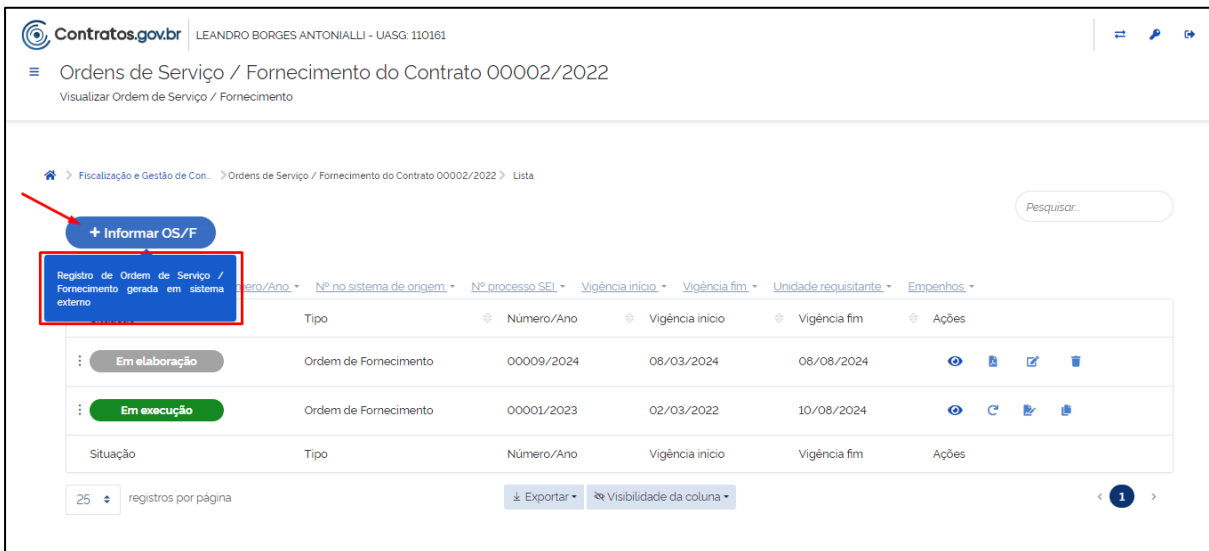 Contratos.gov.br LEANDRO BORGES ANTONIALLI - UASG: 110161
Ordens de Serviço / Fornecimento do Contrato 00002/2022
Visualizar Ordem de Serviço / Fornecimento
Fiscalização e Gestão de Con... > Ordens de Serviço / Fornecimento do Contrato 00002/2022 > Lista
Pesquisar...
+ Informar OS/F
Registro de Ordem de Serviço /
Fornecimento gerada em sistema
externo
Nº no sistema de origem Nº processo SEI Vigência início Vigência fim Unidade requisitante Empenhos
Tipo Número/Ano Vigência início Vigência fim Ações
Em elaboração Ordem de Fornecimento 00009/2024 08/03/2024 08/08/2024
Em execução Ordem de Fornecimento 00001/2023 02/03/2022 10/08/2024
Situação Tipo Número/Ano Vigência início Vigência fim Ações
25 registros por página Exportar Visibilidade da coluna < 1 >